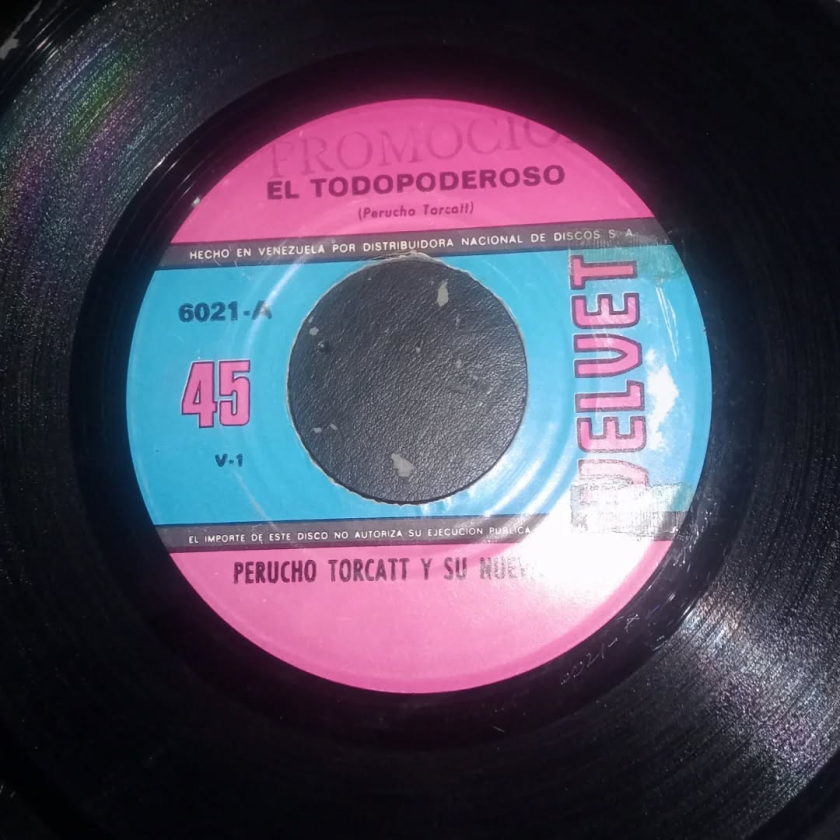 PROMOCIO
EL TODOPODEROSO
(Perucho Torcatt)
HECHO EN VENEZUELA POR DISTRIBUIDORA NACIONAL DE DISCOS S. A.
6021-A
45
V-1
VELVET
EL IMPORTE DE ESTE DISCO NO AUTORIZA SU EJECUCION PUBLICA
PERUCHO TORCATT Y SU
6021-A